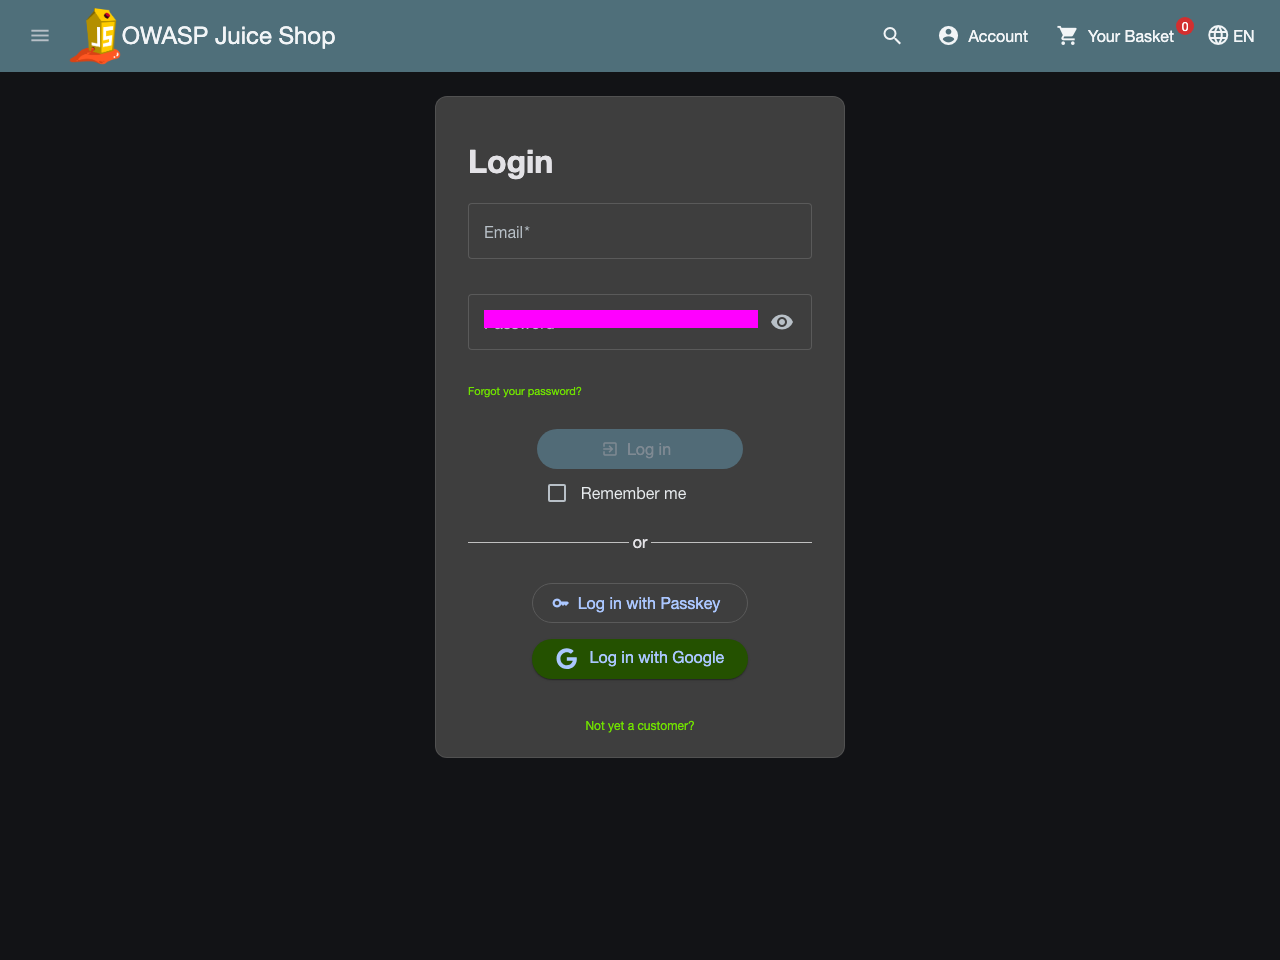 OWASP Juice Shop
Account
Your Basket
0
EN
Login
Email*
Forgot your password?
Log in
Remember me
or
Log in with Passkey
Log in with Google
Not yet a customer?